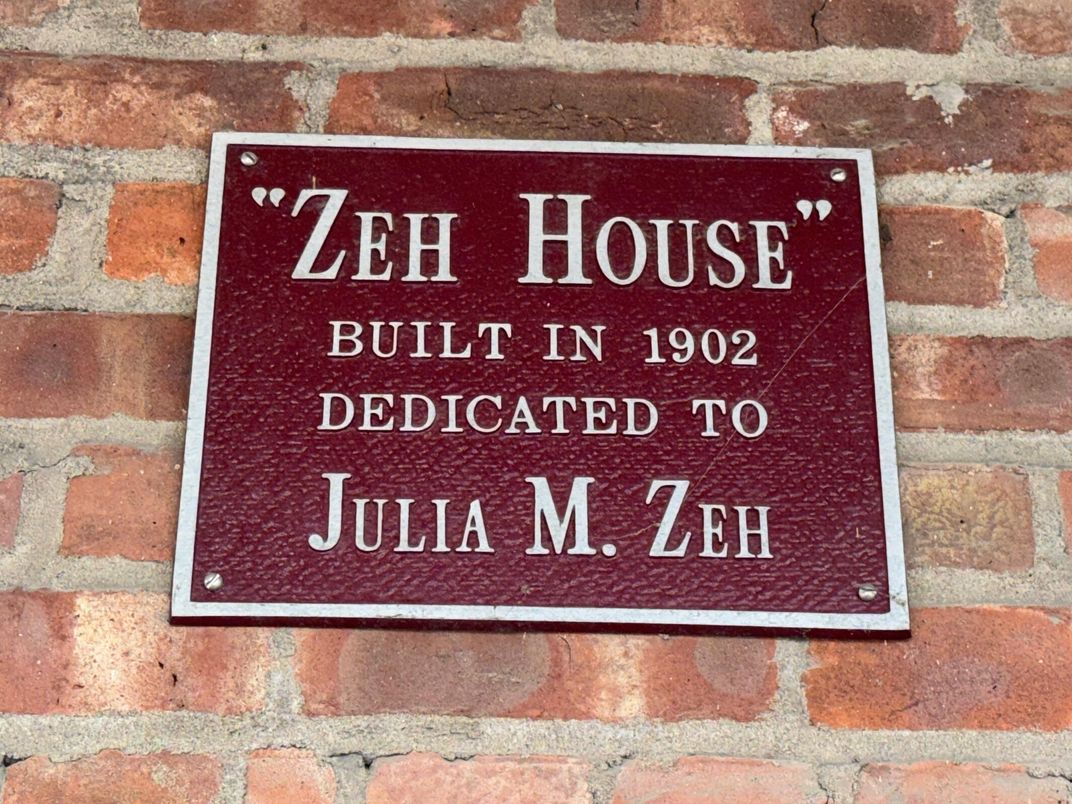 "Zeh House"
BUILT IN 1902
DEDICATED TO
Julia M. Zeh